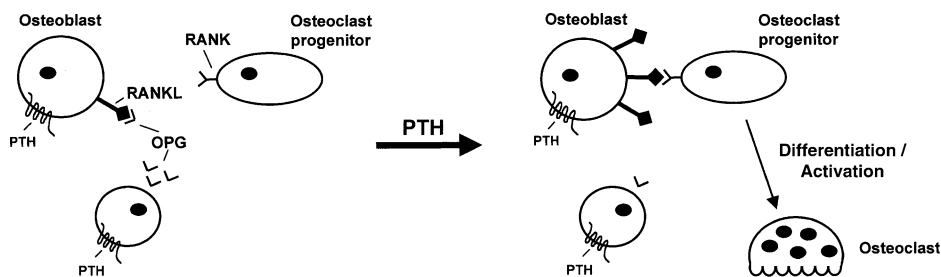 Osteoblast
RANK
Osteoclast
progenitor
RANKL
PTH
OPG
PTH
PTH
Osteoblast
Osteoclast
progenitor
PTH
Differentiation /
Activation
PTH
Osteoclast